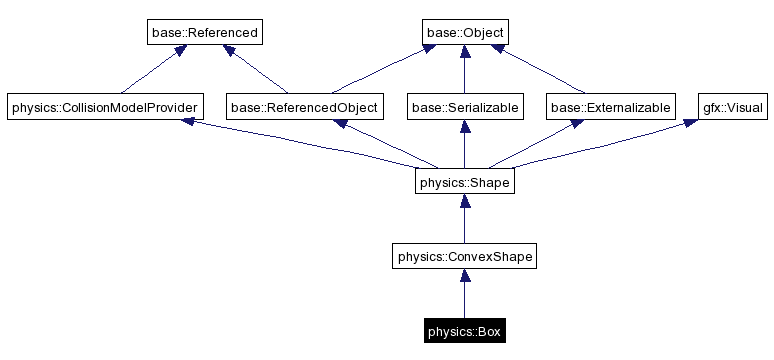 base::Referenced
base::Object
physics::CollisionModelProvider
base::ReferencedObject
base::Serializable
base::Externalizable
gfx::Visual
physics::Shape
physics::ConvexShape
physics::Box